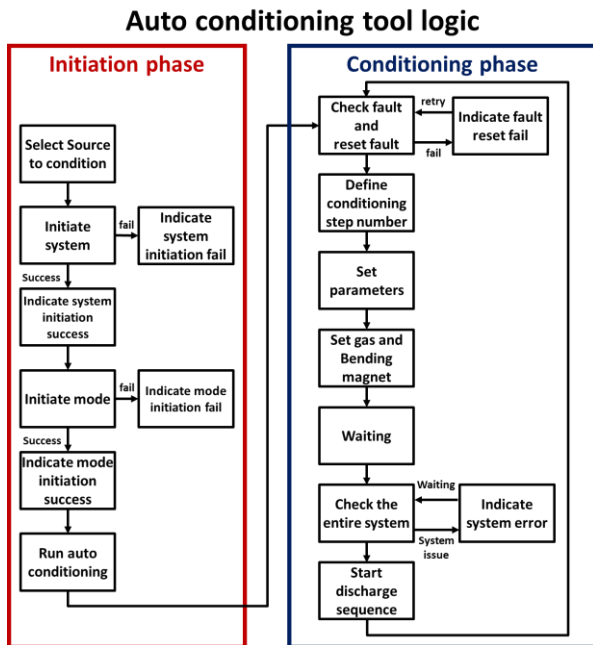 Auto conditioning tool logic
Initiation phase
Select Source
to condition
Initiate
system
fail
Indicate
system
initiation fail
Success
Indicate system
initiation
success
Initiate mode
fail
Indicate mode
initiation fail
Success
Indicate mode
initiation
success
Run auto
conditioning
Conditioning phase
Check fault
and
reset fault
retry
fail
Indicate fault
reset fail
Define
conditioning
step number
Set
parameters
Set gas and
Bending
magnet
Waiting
Check the
entire system
Waiting
System
issue
Indicate
system error
Start
discharge
sequence